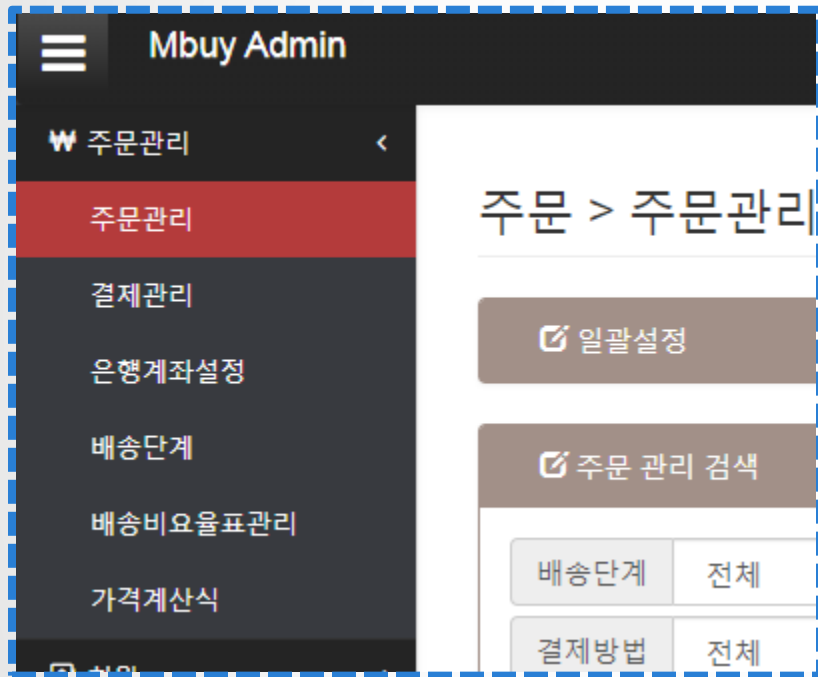 Mbuy Admin
₩ 주문관리
주문관리
결제관리
은행계좌설정
배송단계
배송비요율표관리
가격계산식
주문 > 주문관리
일괄설정
주문 관리 검색
배송단계 전체
결제방법 전체